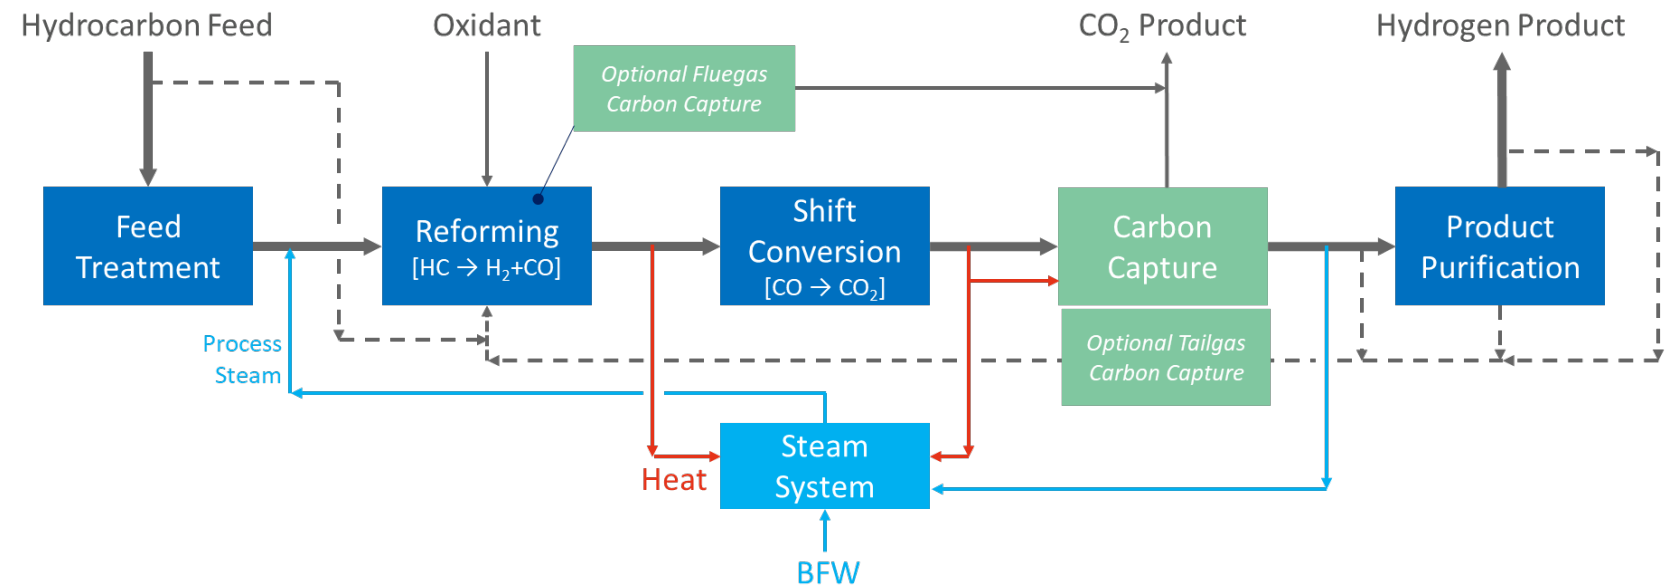 Hydrocarbon Feed
Oxidant
CO₂ Product
Hydrogen Product
Optional Fluegas
Carbon Capture
Feed
Treatment
Reforming
[HC → H₂+CO]
Shift
Conversion
[CO → CO₂]
Carbon
Capture
Product
Purification
Process
Steam
Optional Tailgas
Carbon Capture
Heat
Steam
System
BFW